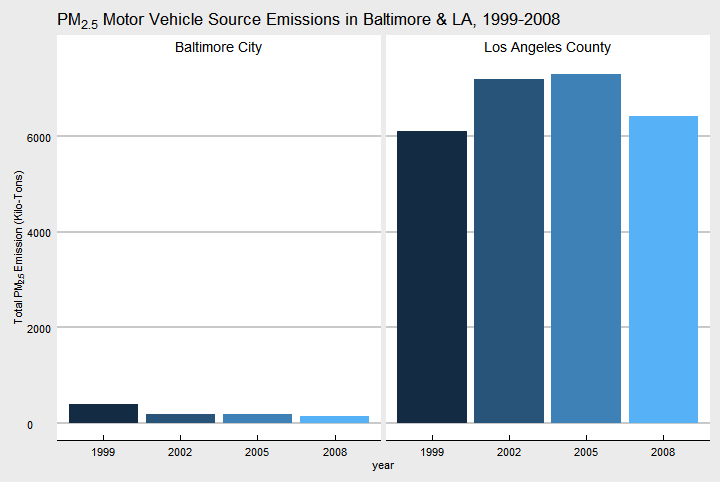 PM2.5 Motor Vehicle Source Emissions in Baltimore & LA, 1999-2008
Baltimore City
Los Angeles County
Total PM2.5 Emission (Kilo-Tons)
6000
4000
2000
0
1999 2002 2005 2008 1999 2002 2005 2008
year